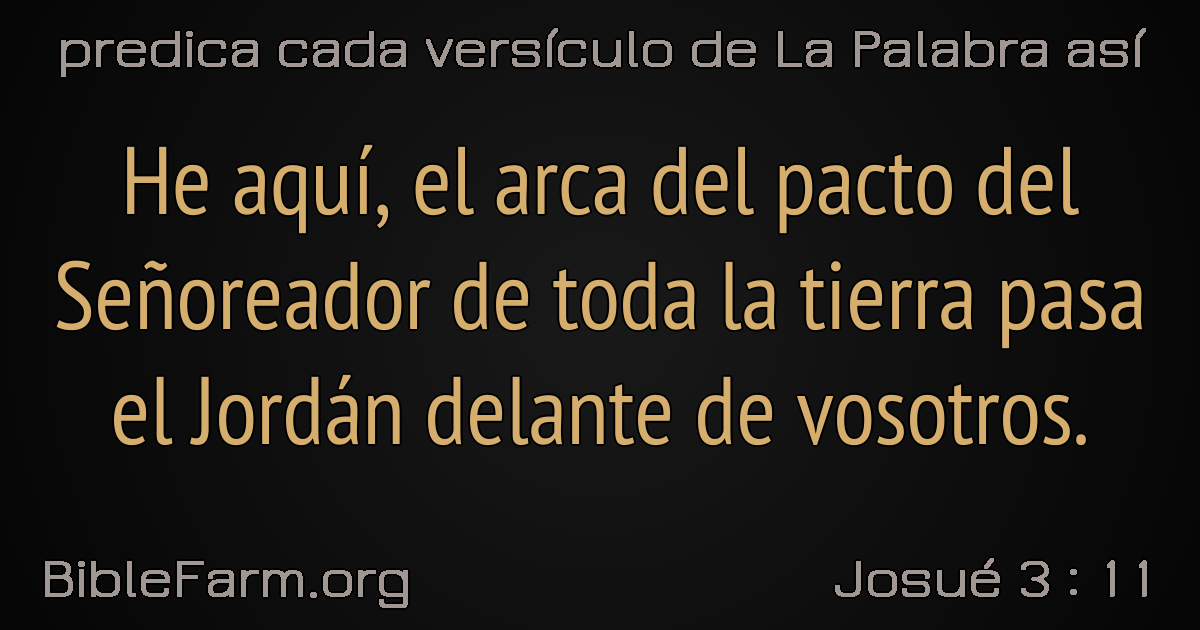 predica cada versículo de La Palabra así
He aquí, el arca del pacto del
Señoreador de toda la tierra pasa
el Jordán delante de vosotros.
BibleFarm.org
Josué 3 : 11